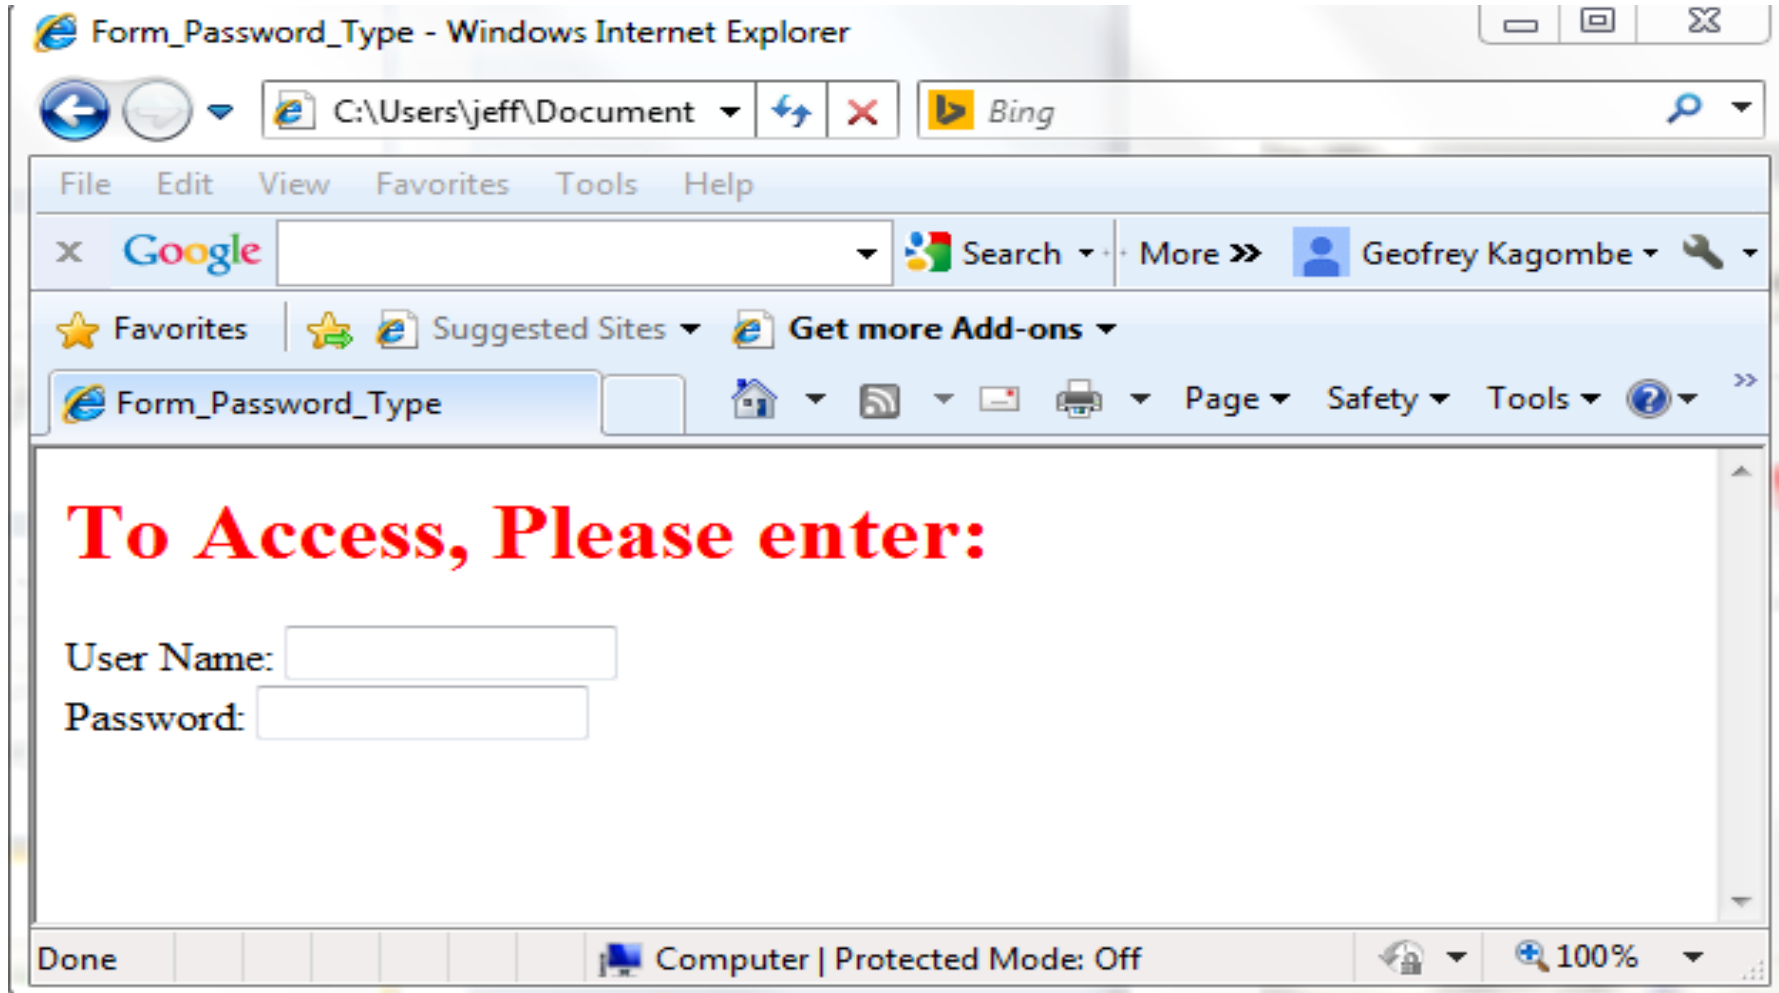 Form_Password_Type - Windows Internet Explorer
C:\Users\jeff\Document Bing
File Edit View Favorites Tools Help
x Google Search More >> Geofrey Kagombe
Favorites Suggested Sites Get more Add-ons
Form_Password_Type Page Safety Tools >>
To Access, Please enter:
User Name:
Password:
Done Computer | Protected Mode: Off 100%